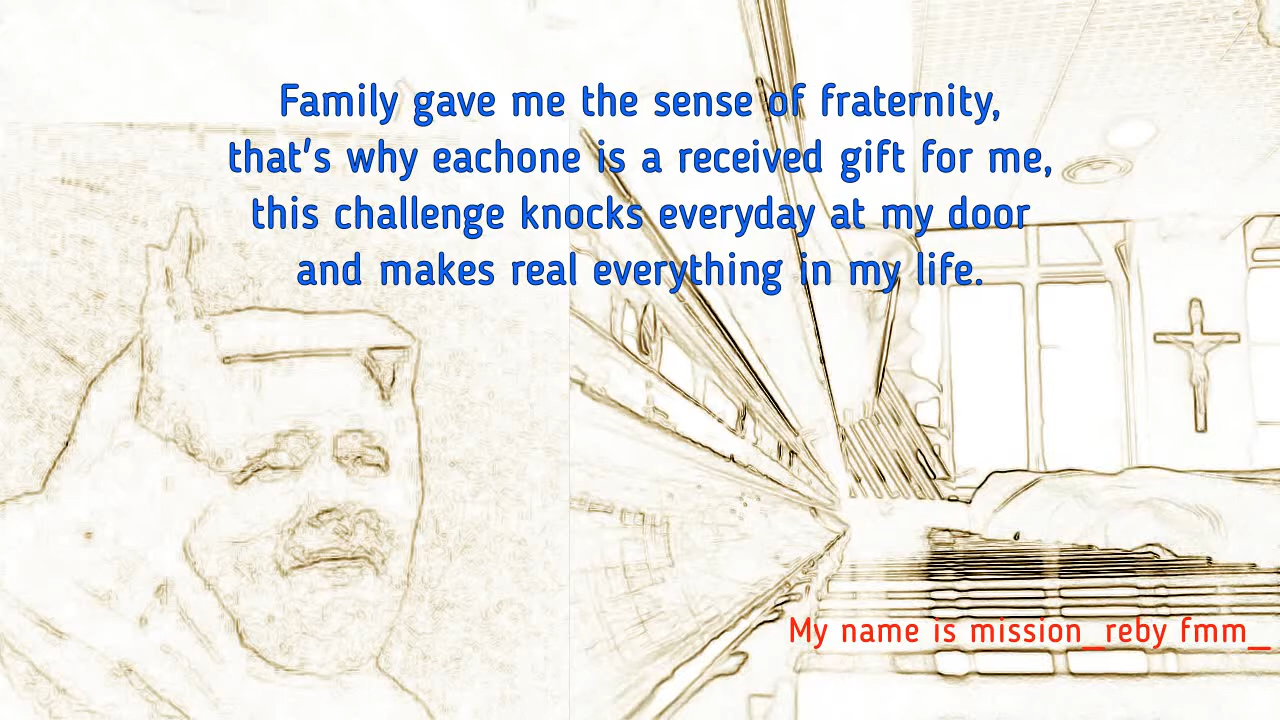 Family gave me the sense of fraternity,
that's why eachone is a received gift for me,
this challenge knocks everyday at my door
and makes real everything in my life.
My name is mission_reby fmm_